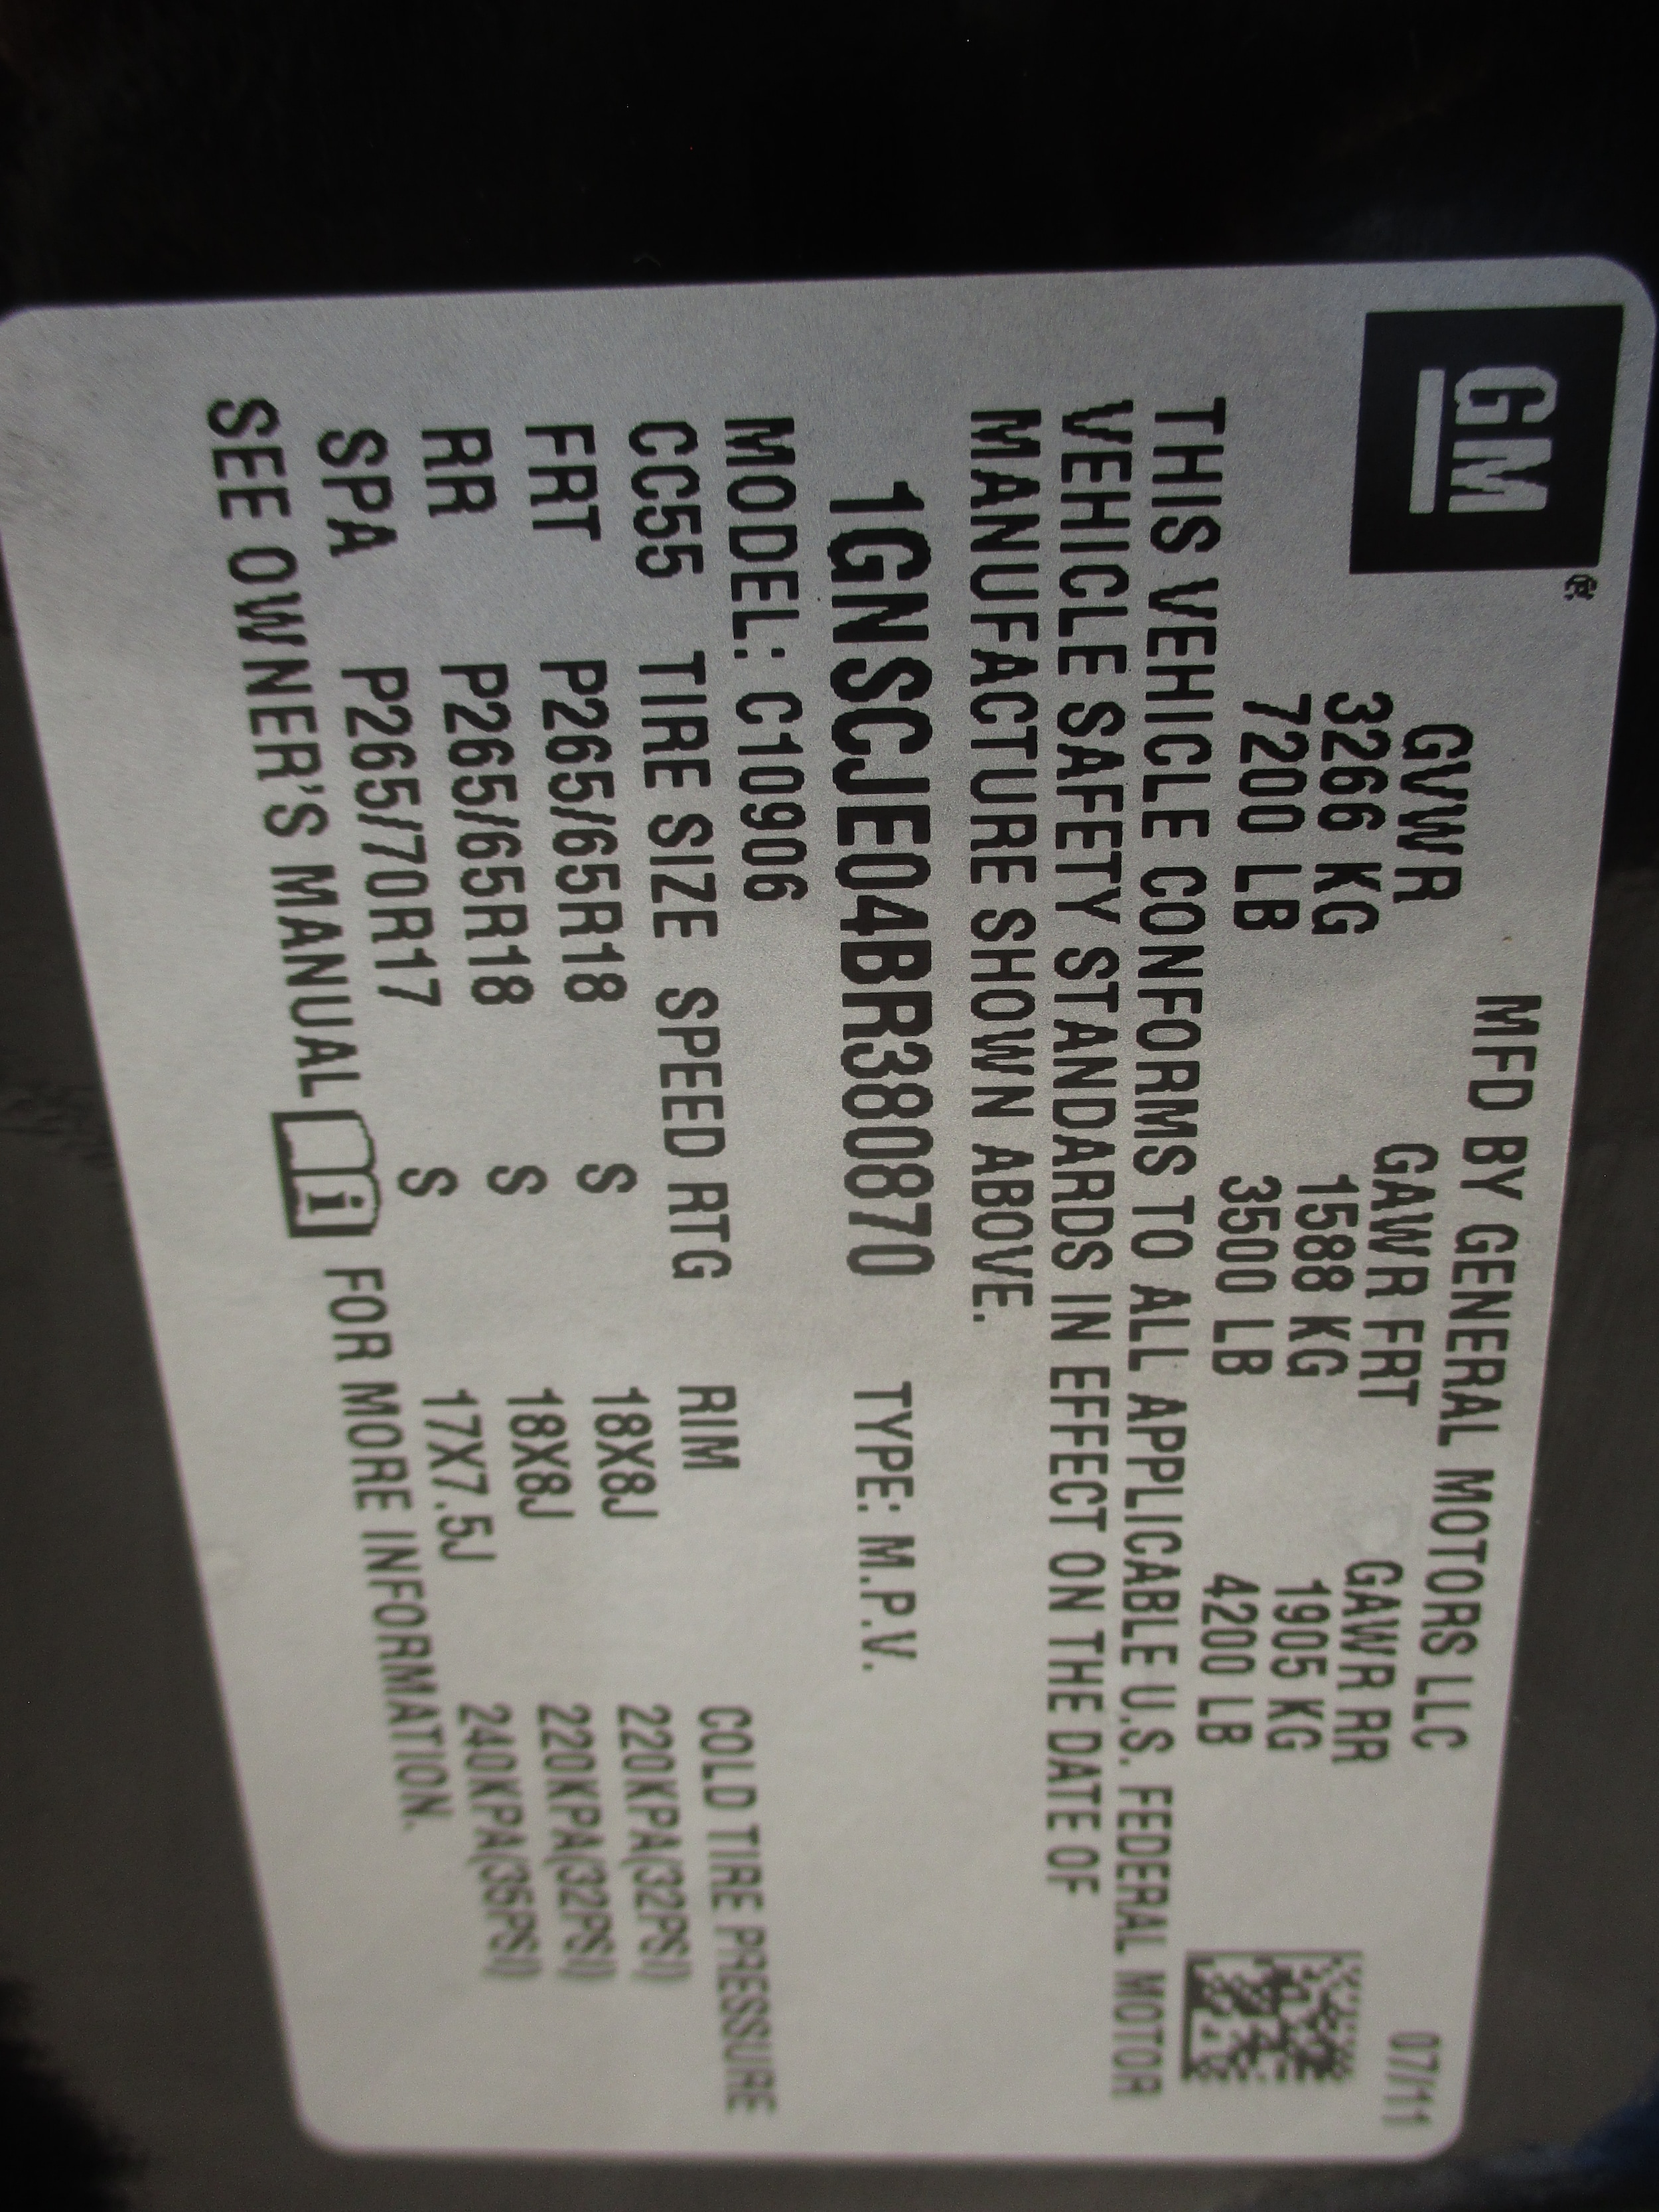 GM®
MFD BY GENERAL MOTORS LLC 07/11
GVWR GAWR FRT GAWR RR
3266 KG 1588 KG 1905 KG
7200 LB 3500 LB 4200 LB
THIS VEHICLE CONFORMS TO ALL APPLICABLE U.S. FEDERAL MOTOR
VEHICLE SAFETY STANDARDS IN EFFECT ON THE DATE OF
MANUFACTURE SHOWN ABOVE.
1GNSCJE04BR380870 TYPE: M.P.V.
MODEL: C10906
CC55 TIRE SIZE SPEED RTG RIM COLD TIRE PRESSURE
FRT P265/65R18 S 18X8J 220KPA(32PSI)
RR P265/65R18 S 18X8J 220KPA(32PSI)
SPA P265/70R17 S 17X7.5J 240KPA(35PSI)
SEE OWNER'S MANUAL i FOR MORE INFORMATION.